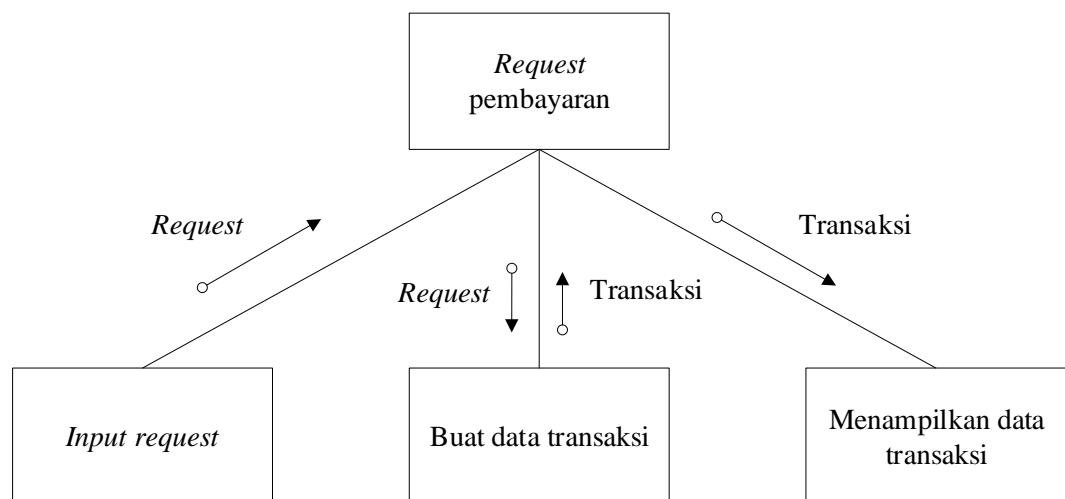 Request
pembayaran
Request
Transaksi
Request
Transaksi
Input request
Buat data transaksi
Menampilkan data
transaksi